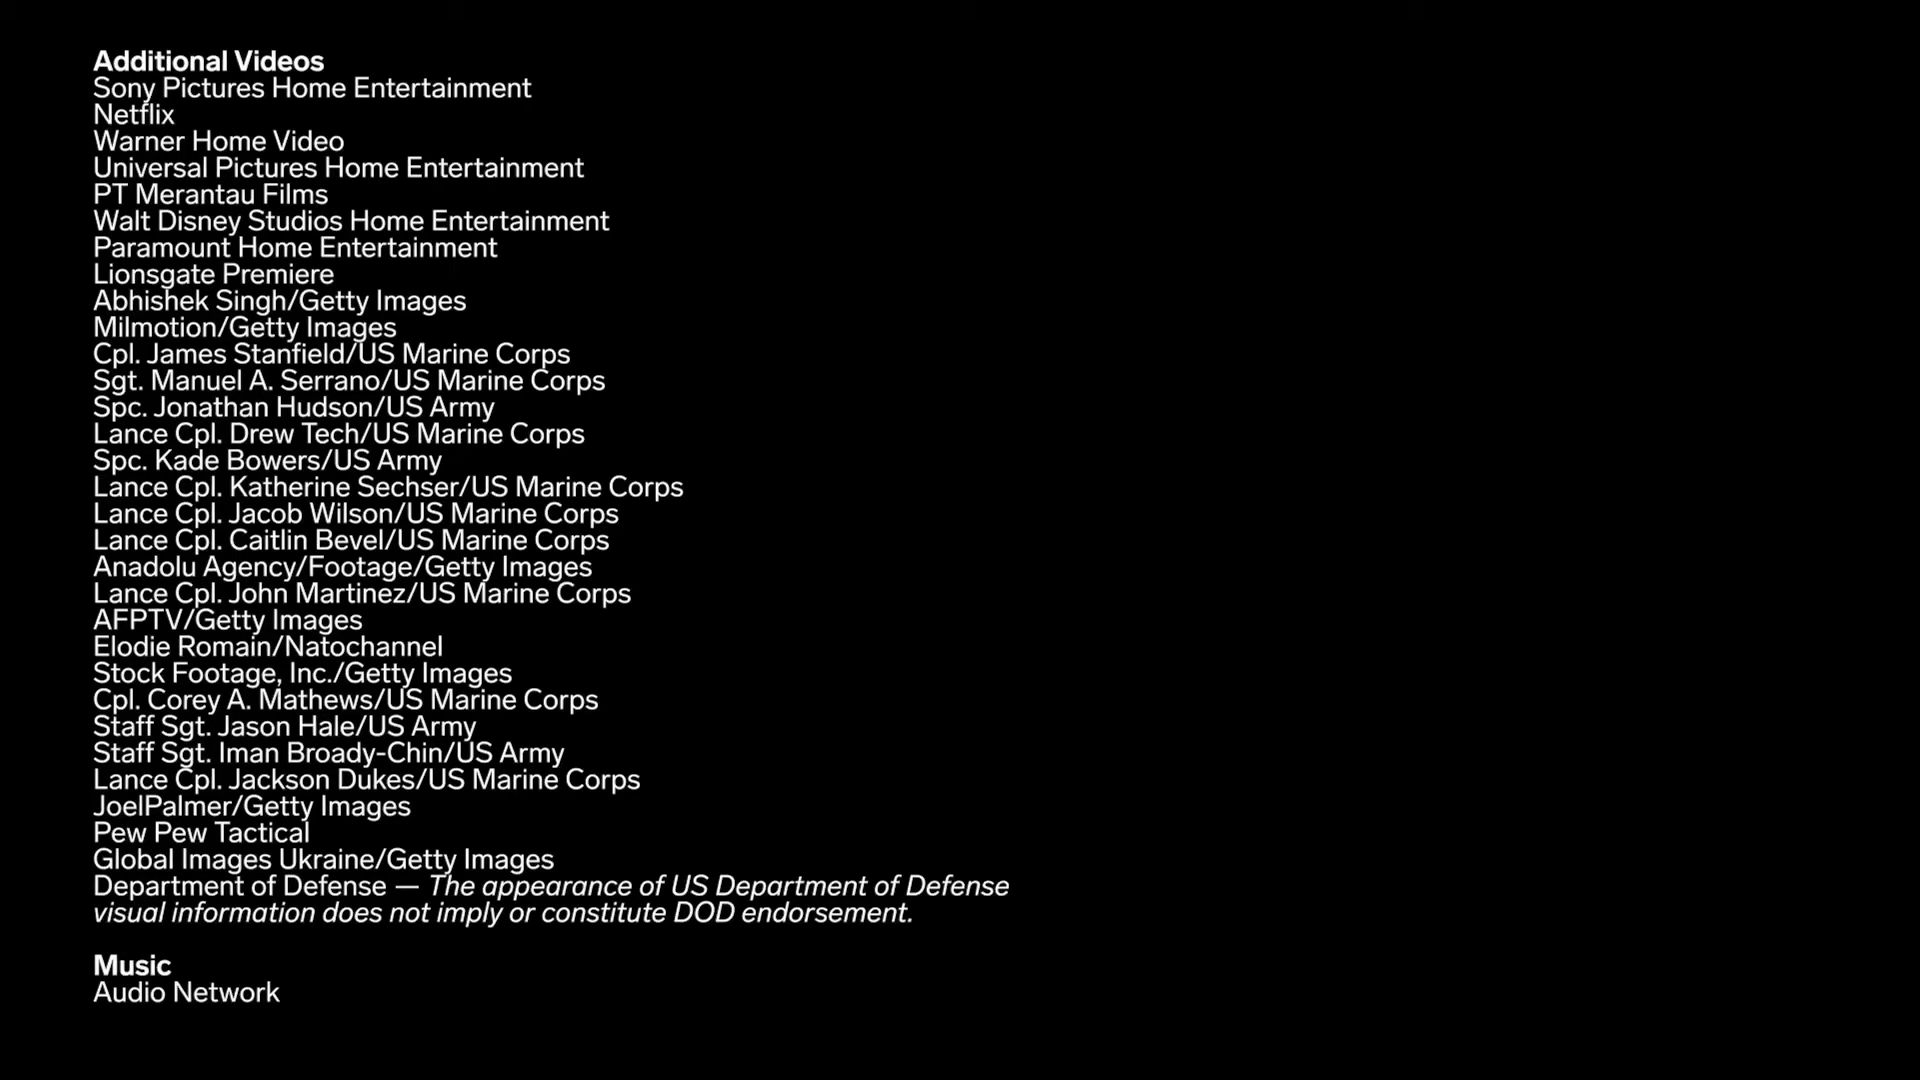 Additional Videos
Sony Pictures Home Entertainment
Netflix
Warner Home Video
Universal Pictures Home Entertainment
PT Merantau Films
Walt Disney Studios Home Entertainment
Paramount Home Entertainment
Lionsgate Premiere
Abhishek Singh/Getty Images
Milmotion/Getty Images
Cpl. James Stanfield/US Marine Corps
Sgt. Manuel A. Serrano/US Marine Corps
Spc. Jonathan Hudson/US Army
Lance Cpl. Drew Tech/US Marine Corps
Spc. Kade Bowers/US Army
Lance Cpl. Katherine Sechser/US Marine Corps
Lance Cpl. Jacob Wilson/US Marine Corps
Lance Cpl. Caitlin Bevel/US Marine Corps
Anadolu Agency/Footage/Getty Images
Lance Cpl. John Martinez/US Marine Corps
AFPTV/Getty Images
Elodie Romain/Natochannel
Stock Footage, Inc./Getty Images
Cpl. Corey A. Mathews/US Marine Corps
Staff Sgt. Jason Hale/US Army
Staff Sgt. Iman Broady-Chin/US Army
Lance Cpl. Jackson Dukes/US Marine Corps
JoelPalmer/Getty Images
Pew Pew Tactical
Global Images Ukraine/Getty Images
Department of Defense — The appearance of US Department of Defense
visual information does not imply or constitute DOD endorsement.
Music
Audio Network